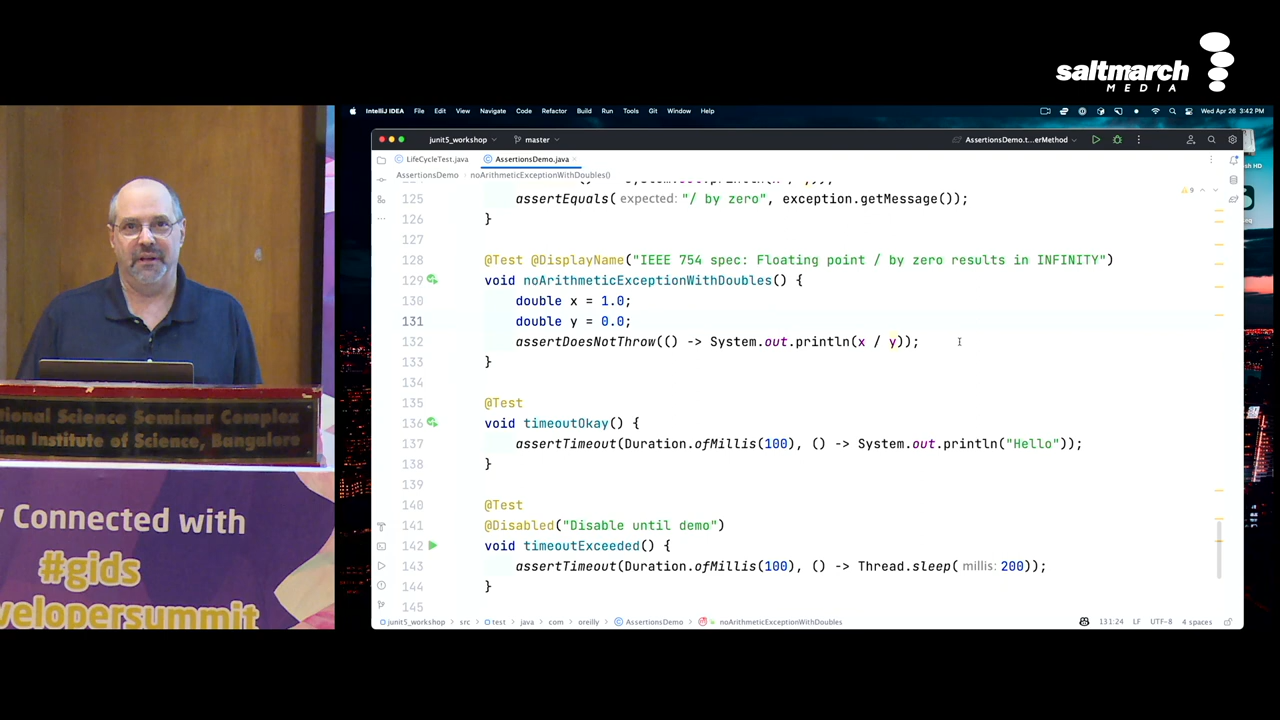 saltmarch
MEDIA
IntelliJ IDEA File Edit View Navigate Code Refactor Build Run Tools Git Window Help
Wed Apr 26 3:42 PM
junit5_workshop master AssertionsDemo.t...erMethod
LifeCycleTest.java AssertionsDemo.java
AssertionsDemo noArithmeticExceptionWithDoubles()
9
125 assertEquals( expected: "/ by zero", exception.getMessage());
126 }
127
128 @Test @DisplayName("IEEE 754 spec: Floating point / by zero results in INFINITY")
129 void noArithmeticExceptionWithDoubles() {
130 double x = 1.0;
131 double y = 0.0;
132 assertDoesNotThrow(() -> System.out.println(x / y));
133 }
134
135 @Test
136 void timeoutOkay() {
137 assertTimeout(Duration.ofMillis(100), () -> System.out.println("Hello"));
138 }
139
140 @Test
141 @Disabled("Disable until demo")
142 void timeoutExceeded() {
143 assertTimeout(Duration.ofMillis(100), () -> Thread.sleep( millis: 200));
144 }
145
junit5_workshop > src > test > java > com > oreilly > AssertionsDemo > noArithmeticExceptionWithDoubles
131:24 LF UTF-8 4 spaces
tional Science Seminar Complex
ian Institute of Science, Bangalore
y Connected with
#gids
velopersummit